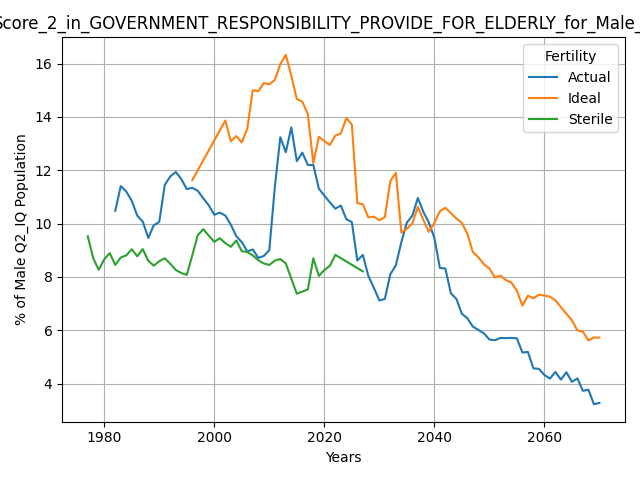 Score_2_in_GOVERNMENT_RESPONSIBILITY_PROVIDE_FOR_ELDERLY_for_Male_
Fertility
Actual
Ideal
Sterile
16
14
12
10
8
6
4
% of Male Q2_IQ Population
1980
2000
2020
2040
2060
Years